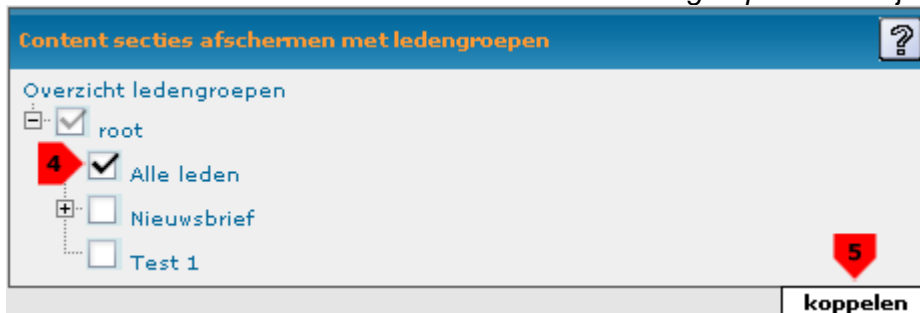 Content secties afschermen met ledengroepen
?
Overzicht ledengroepen
root
4
Alle leden
Nieuwsbrief
Test 1
5
koppelen